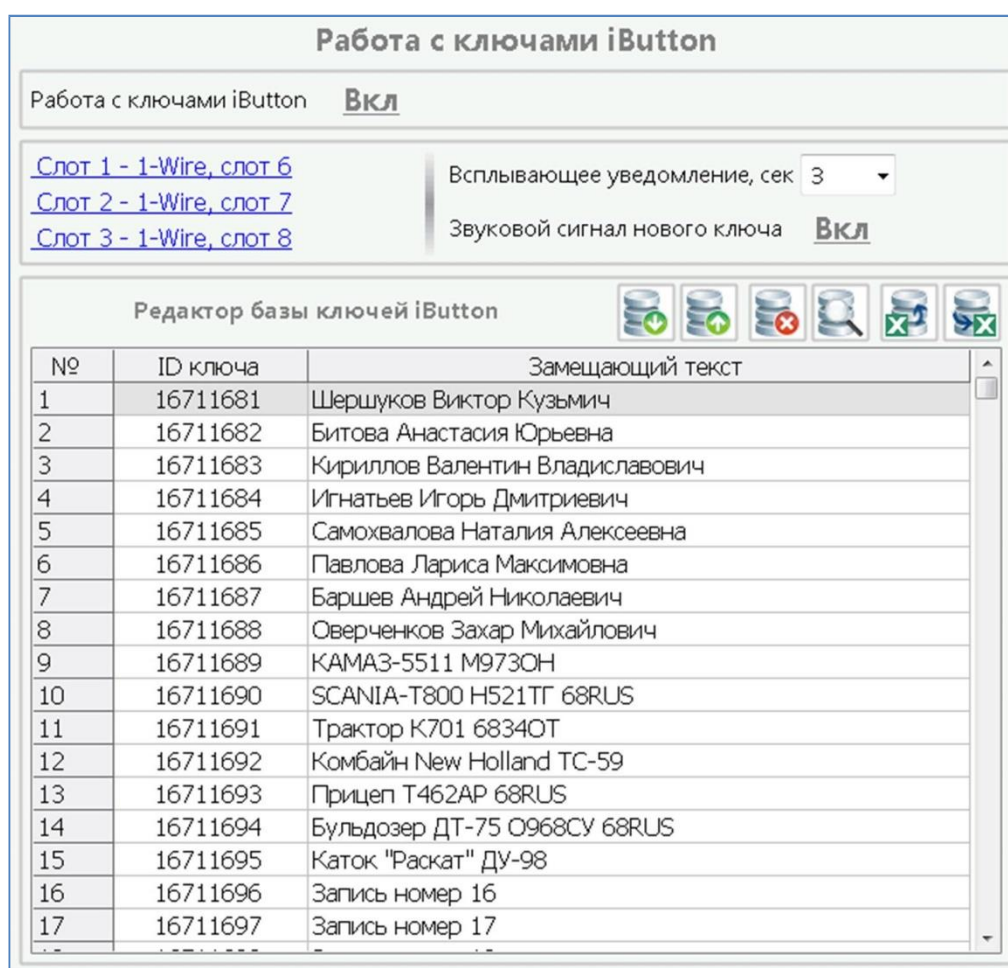 Работа с ключами iButton
Работа с ключами iButton Вкл
Слот 1 - 1-Wire, слот 6
Слот 2 - 1-Wire, слот 7
Слот 3 - 1-Wire, слот 8
Всплывающее уведомление, сек 3
Звуковой сигнал нового ключа Вкл
Редактор базы ключей iButton
№ ID ключа Замещающий текст
1 16711681 Шершуков Виктор Кузьмич
2 16711682 Битова Анастасия Юрьевна
3 16711683 Кириллов Валентин Владиславович
4 16711684 Игнатьев Игорь Дмитриевич
5 16711685 Самохвалова Наталия Алексеевна
6 16711686 Павлова Лариса Максимовна
7 16711687 Баршев Андрей Николаевич
8 16711688 Оверченков Захар Михайлович
9 16711689 КАМАЗ-5511 М973ОН
10 16711690 SCANIA-T800 Н521ТГ 68RUS
11 16711691 Трактор К701 6834ОТ
12 16711692 Комбайн New Holland TC-59
13 16711693 Прицеп Т462АР 68RUS
14 16711694 Бульдозер ДТ-75 О968СУ 68RUS
15 16711695 Каток "Раскат" ДУ-98
16 16711696 Запись номер 16
17 16711697 Запись номер 17